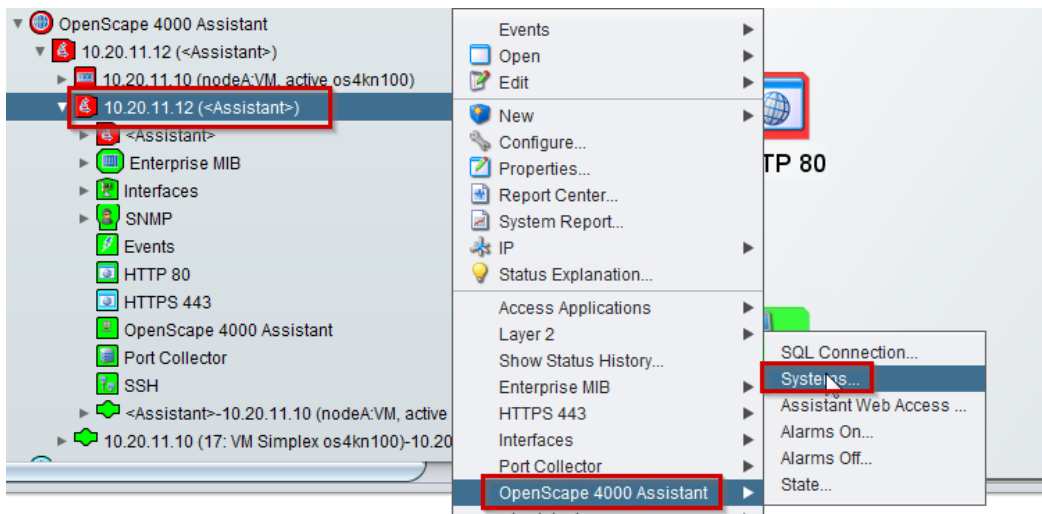 OpenScape 4000 Assistant
10.20.11.12 (<Assistant>)
10.20.11.10 (nodeA:VM, active os4kn100)
10.20.11.12 (<Assistant>)
<Assistant>
Enterprise MIB
Interfaces
SNMP
Events
HTTP 80
HTTPS 443
OpenScape 4000 Assistant
Port Collector
SSH
<Assistant>-10.20.11.10 (nodeA:VM, active
10.20.11.10 (17: VM Simplex os4kn100)-10.20
Events
Open
Edit
New
Configure...
Properties...
Report Center...
System Report...
IP
Status Explanation...
Access Applications
Layer 2
Show Status History...
Enterprise MIB
HTTPS 443
Interfaces
Port Collector
OpenScape 4000 Assistant
TP 80
SQL Connection...
Systems...
Assistant Web Access ...
Alarms On...
Alarms Off...
State...